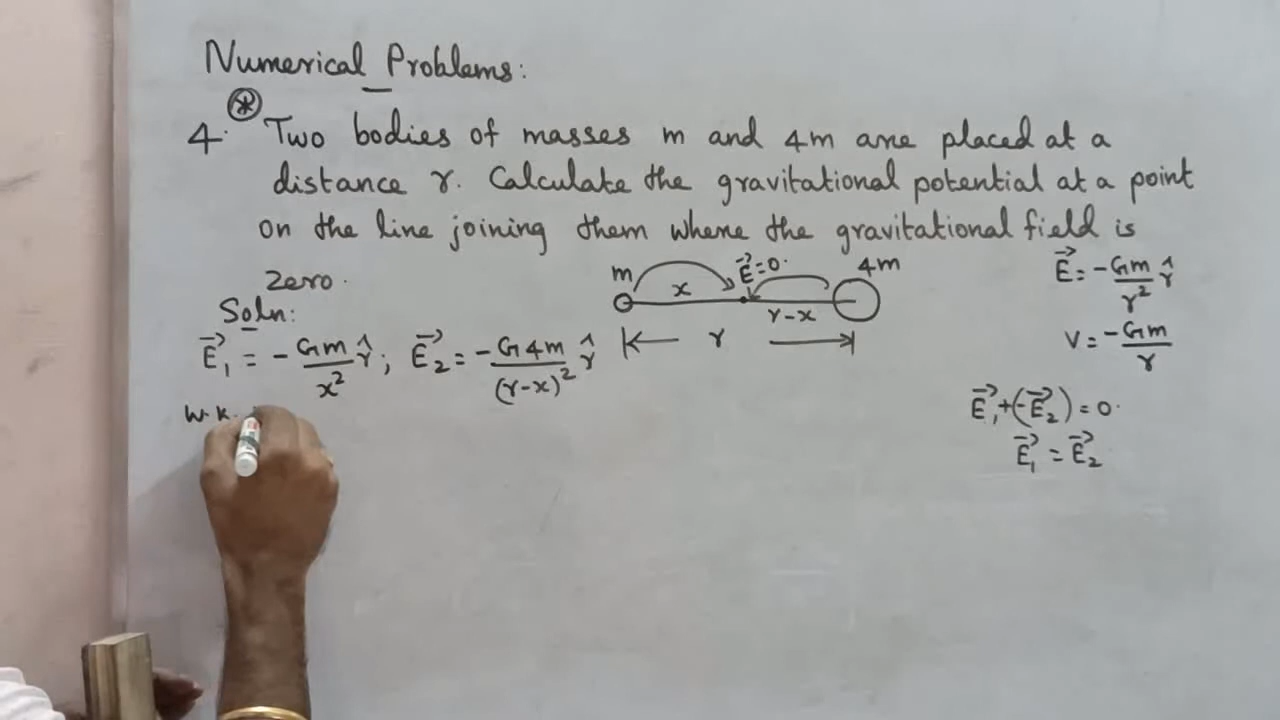 Numerical Problems:
4. * Two bodies of masses m and 4m are placed at a
distance r. Calculate the gravitational potential at a point
on the line joining them where the gravitational field is
zero.
m x E⃗=0. r-x 4m
r
E⃗ = -Gm/r² r̂
V = -Gm/r
Soln:
E⃗₁ = -Gm/x² r̂ ; E⃗₂ = -G4m/(r-x)² r̂
E⃗₁+(-E⃗₂) = 0.
E⃗₁ = E⃗₂
W.K.